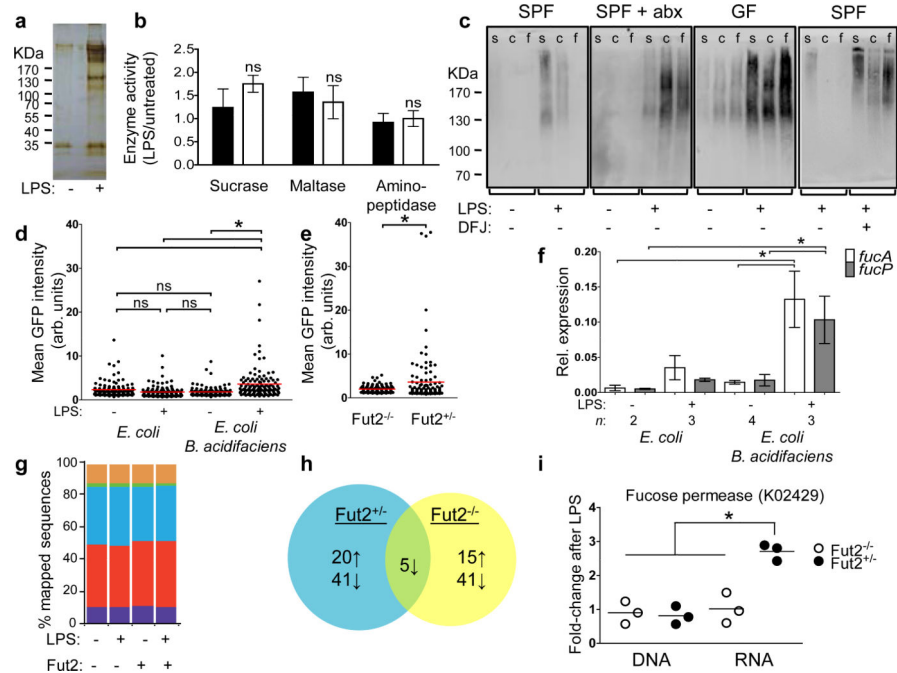 a
KDa
170
130
100
70
55
40
35
LPS: - +
b
Enzyme activity
(LPS/untreated)
2.5
2.0
1.5
1.0
0.5
0.0
ns
ns
ns
Sucrase Maltase Amino-
peptidase
c
SPF SPF + abx GF SPF
s c f s c f s c f s c f
KDa
170
130
100
70
LPS: - + - + - + + +
DFJ: - +
d
Mean GFP intensity
(arb. units)
40
30
20
10
0
*
ns
ns ns
LPS: - + - +
E. coli E. coli
B. acidifaciens
e
Mean GFP intensity
(arb. units)
40
30
20
10
0
*
Fut2-/- Fut2+/-
f
Rel. expression
0.20
0.15
0.10
0.05
0.00
*
*
fucA
fucP
LPS: - + - +
n: 2 3 4 3
E. coli E. coli
B. acidifaciens
g
% mapped sequences
100
80
60
40
20
0
LPS: - + - +
Fut2: - - + +
h
Fut2+/- Fut2-/-
20↑ 15↑
5↓
41↓ 41↓
i
Fucose permease (K02429)
Fold-change after LPS
4
3
2
1
0
*
Fut2-/-
Fut2+/-
DNA RNA